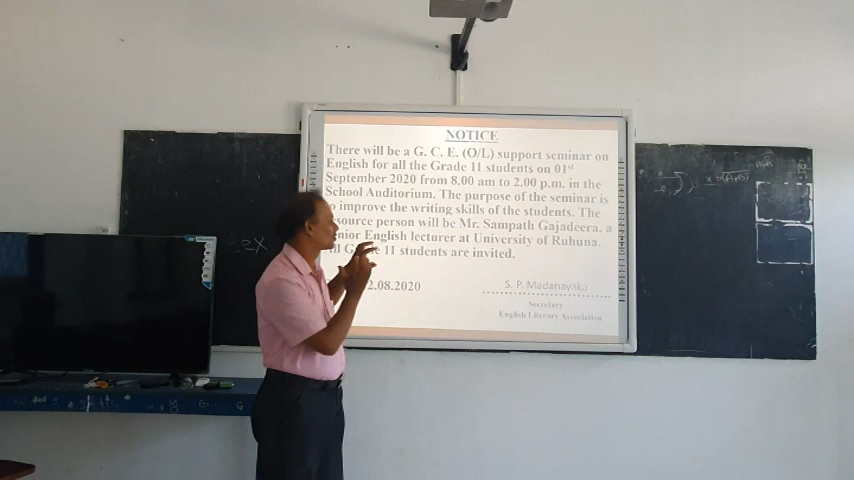 NOTICE
There will be a G. C. E. (O/L) support seminar on
English for all the Grade 11 students on 01st
September 2020 from 8.00 am to 2.00 p.m. in the
School Auditorium. The purpose of the seminar is
improve the writing skills of the students. The
person will be Mr. Sampath Gajadeera, a
English lecturer at University of Ruhuna.
11 students are invited.
2.08.2020
S. P. Madanayaka
Secretary
English Literary Association